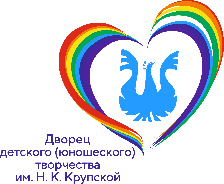 Дворец
детского (юношеского)
творчества
им. Н. К. Крупской